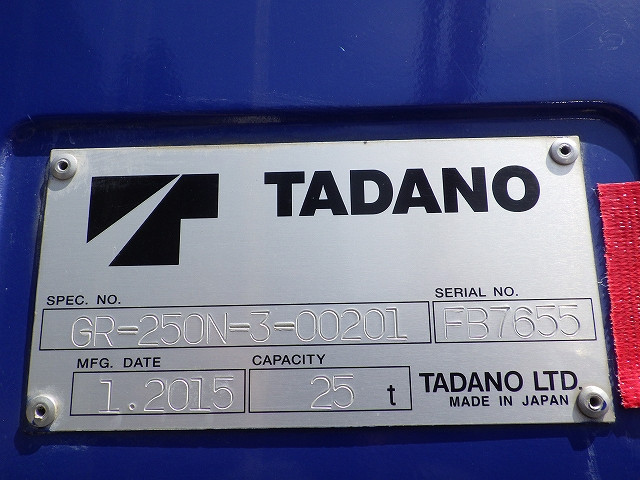 TADANO
SPEC. NO.
GR-250N-3-00201
SERIAL NO.
FB7655
MFG. DATE
1.2015
CAPACITY
25 t
TADANO LTD.
MADE IN JAPAN